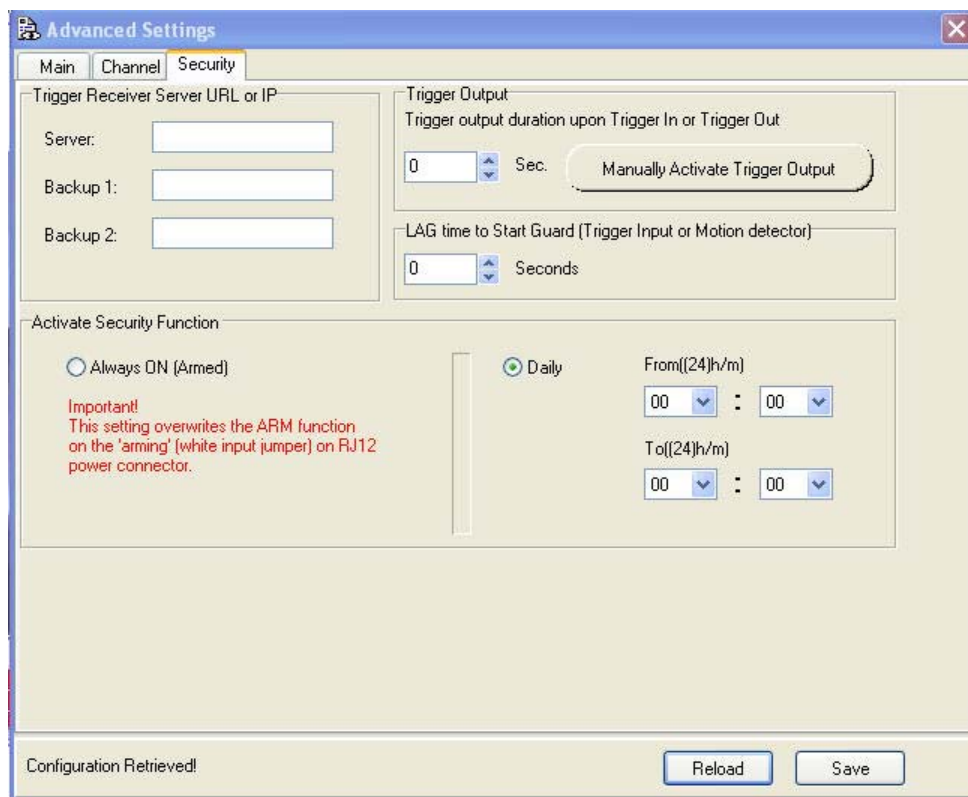 Advanced Settings
Main Channel Security
Trigger Receiver Server URL or IP
Server:
Backup 1:
Backup 2:
Trigger Output
Trigger output duration upon Trigger In or Trigger Out
0 Sec. Manually Activate Trigger Output
LAG time to Start Guard (Trigger Input or Motion detector)
0 Seconds
Activate Security Function
Always ON (Armed)
Important!
This setting overwrites the ARM function
on the 'arming' (white input jumper) on RJ12
power connector.
Daily
From((24)h/m)
00 : 00
To((24)h/m)
00 : 00
Configuration Retrieved!
Reload Save